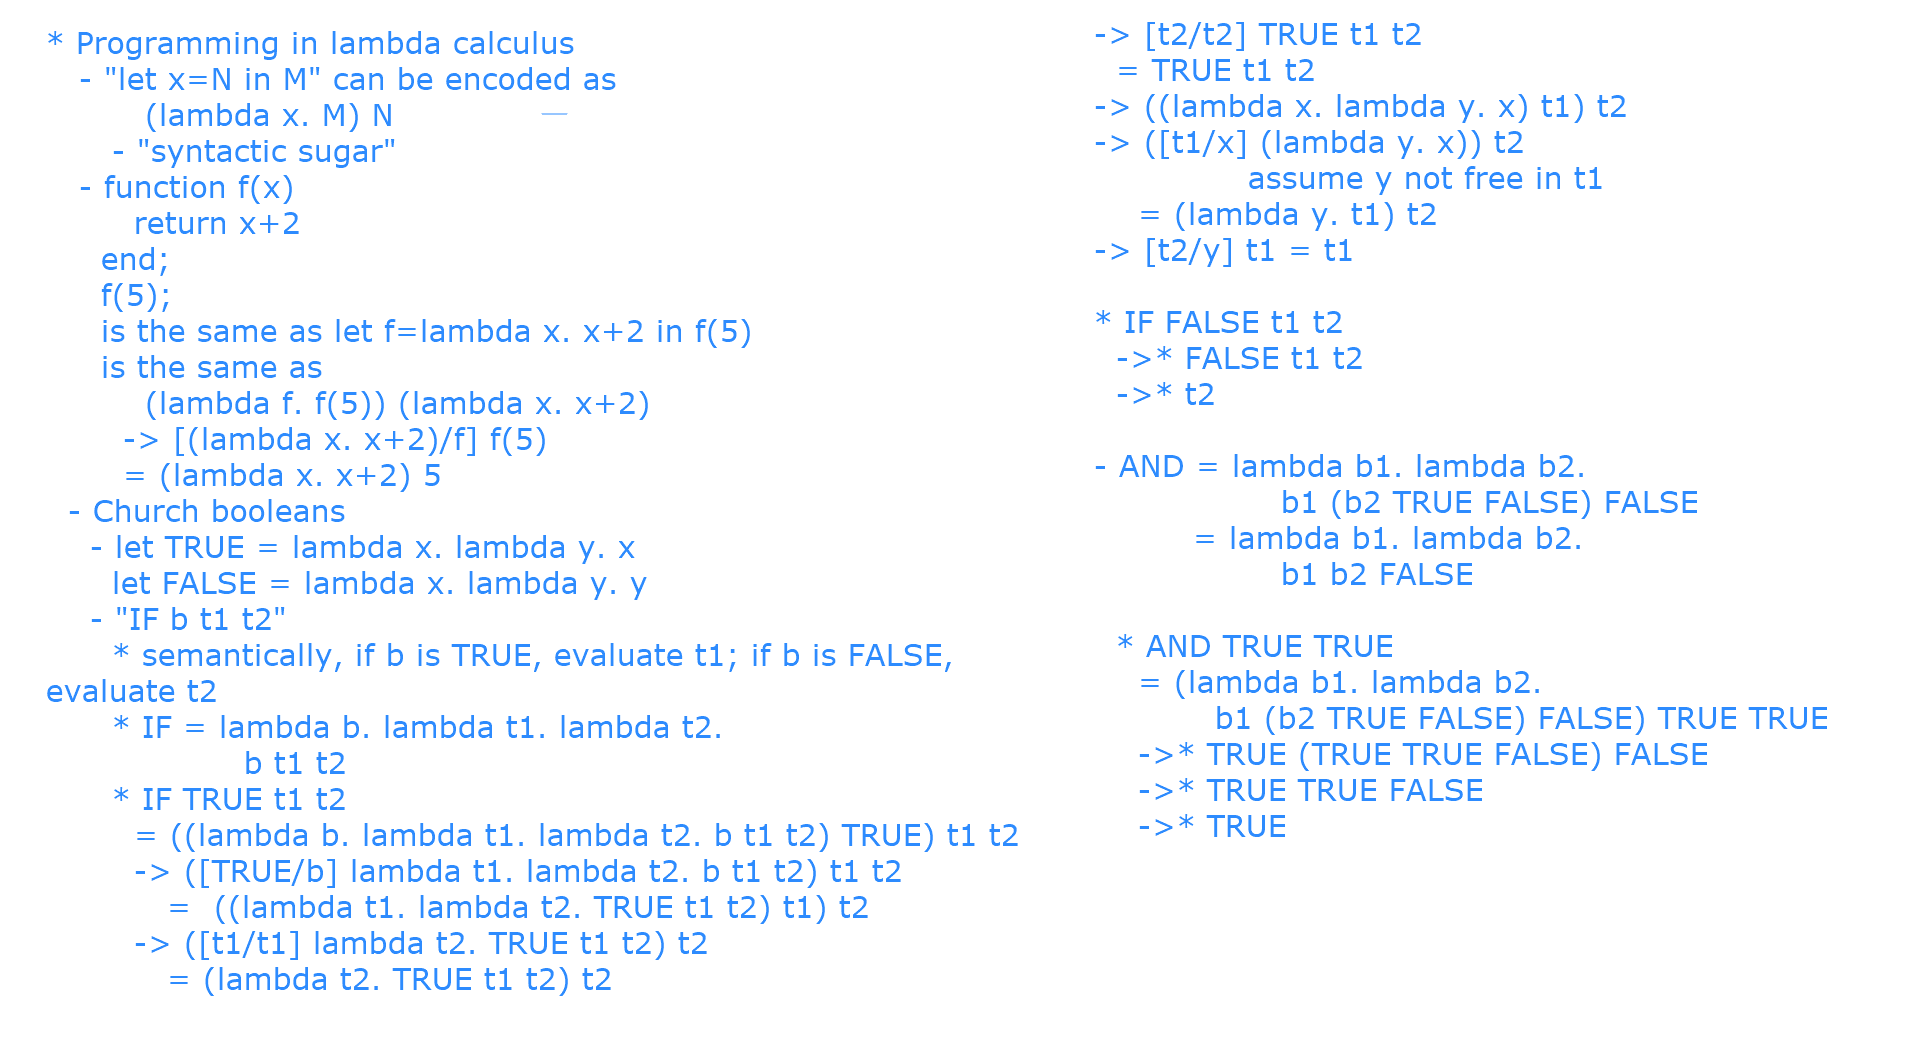 * Programming in lambda calculus
- "let x=N in M" can be encoded as
(lambda x. M) N
- "syntactic sugar"
- function f(x)
return x+2
end;
f(5);
is the same as let f=lambda x. x+2 in f(5)
is the same as
(lambda f. f(5)) (lambda x. x+2)
-> [(lambda x. x+2)/f] f(5)
= (lambda x. x+2) 5
- Church booleans
- let TRUE = lambda x. lambda y. x
let FALSE = lambda x. lambda y. y
- "IF b t1 t2"
* semantically, if b is TRUE, evaluate t1; if b is FALSE,
evaluate t2
* IF = lambda b. lambda t1. lambda t2.
b t1 t2
* IF TRUE t1 t2
= ((lambda b. lambda t1. lambda t2. b t1 t2) TRUE) t1 t2
-> ([TRUE/b] lambda t1. lambda t2. b t1 t2) t1 t2
= ((lambda t1. lambda t2. TRUE t1 t2) t1) t2
-> ([t1/t1] lambda t2. TRUE t1 t2) t2
= (lambda t2. TRUE t1 t2) t2
-> [t2/t2] TRUE t1 t2
= TRUE t1 t2
-> ((lambda x. lambda y. x) t1) t2
-> ([t1/x] (lambda y. x)) t2
assume y not free in t1
= (lambda y. t1) t2
-> [t2/y] t1 = t1
* IF FALSE t1 t2
->* FALSE t1 t2
->* t2
- AND = lambda b1. lambda b2.
b1 (b2 TRUE FALSE) FALSE
= lambda b1. lambda b2.
b1 b2 FALSE
* AND TRUE TRUE
= (lambda b1. lambda b2.
b1 (b2 TRUE FALSE) FALSE) TRUE TRUE
->* TRUE (TRUE TRUE FALSE) FALSE
->* TRUE TRUE FALSE
->* TRUE